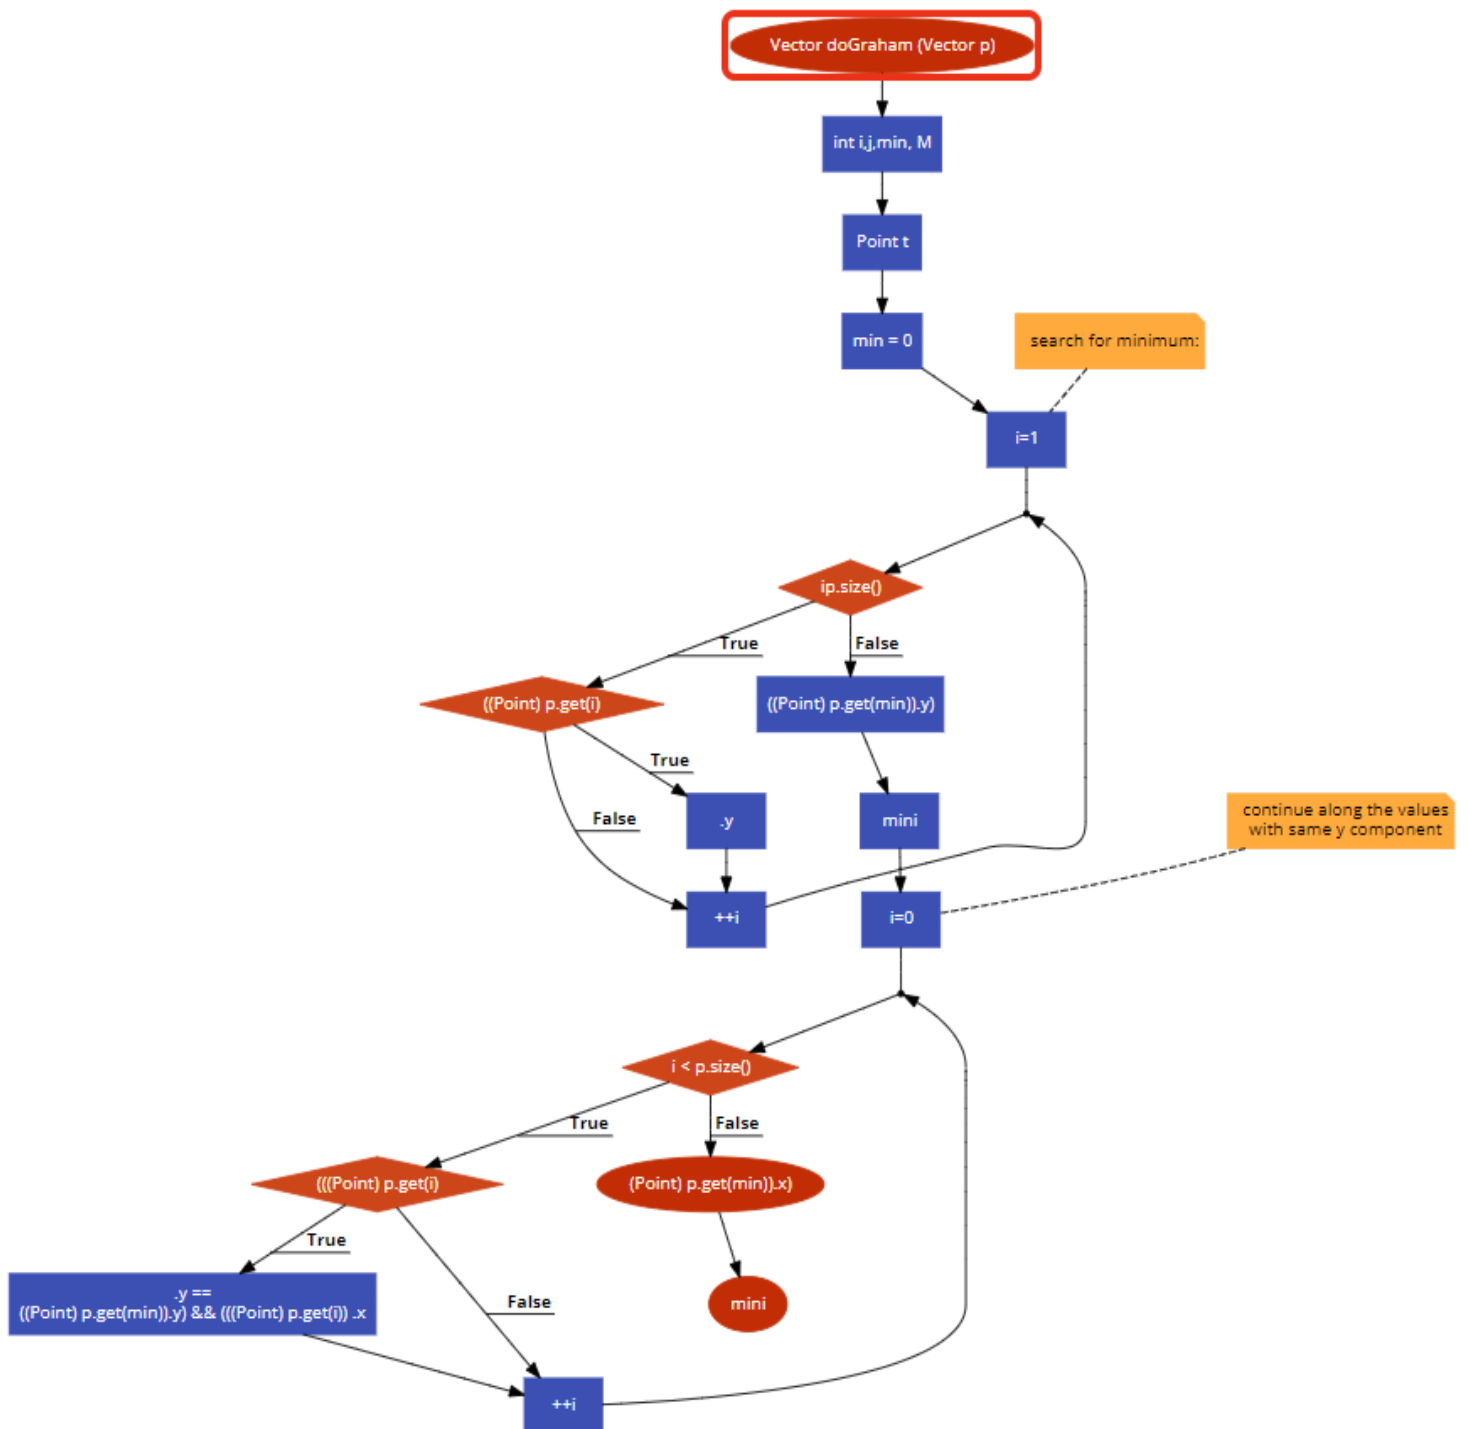 Vector doGraham (Vector p)
int i,j,min, M
Point t
min = 0
search for minimum:
i=1
ip.size()
True
False
((Point) p.get(i)
((Point) p.get(min)).y)
True
False
.y
mini
continue along the values
with same y component
++i
i=0
i < p.size()
True
False
(((Point) p.get(i)
(Point) p.get(min)).x)
True
False
.y ==
((Point) p.get(min)).y) && (((Point) p.get(i)) .x
mini
++i